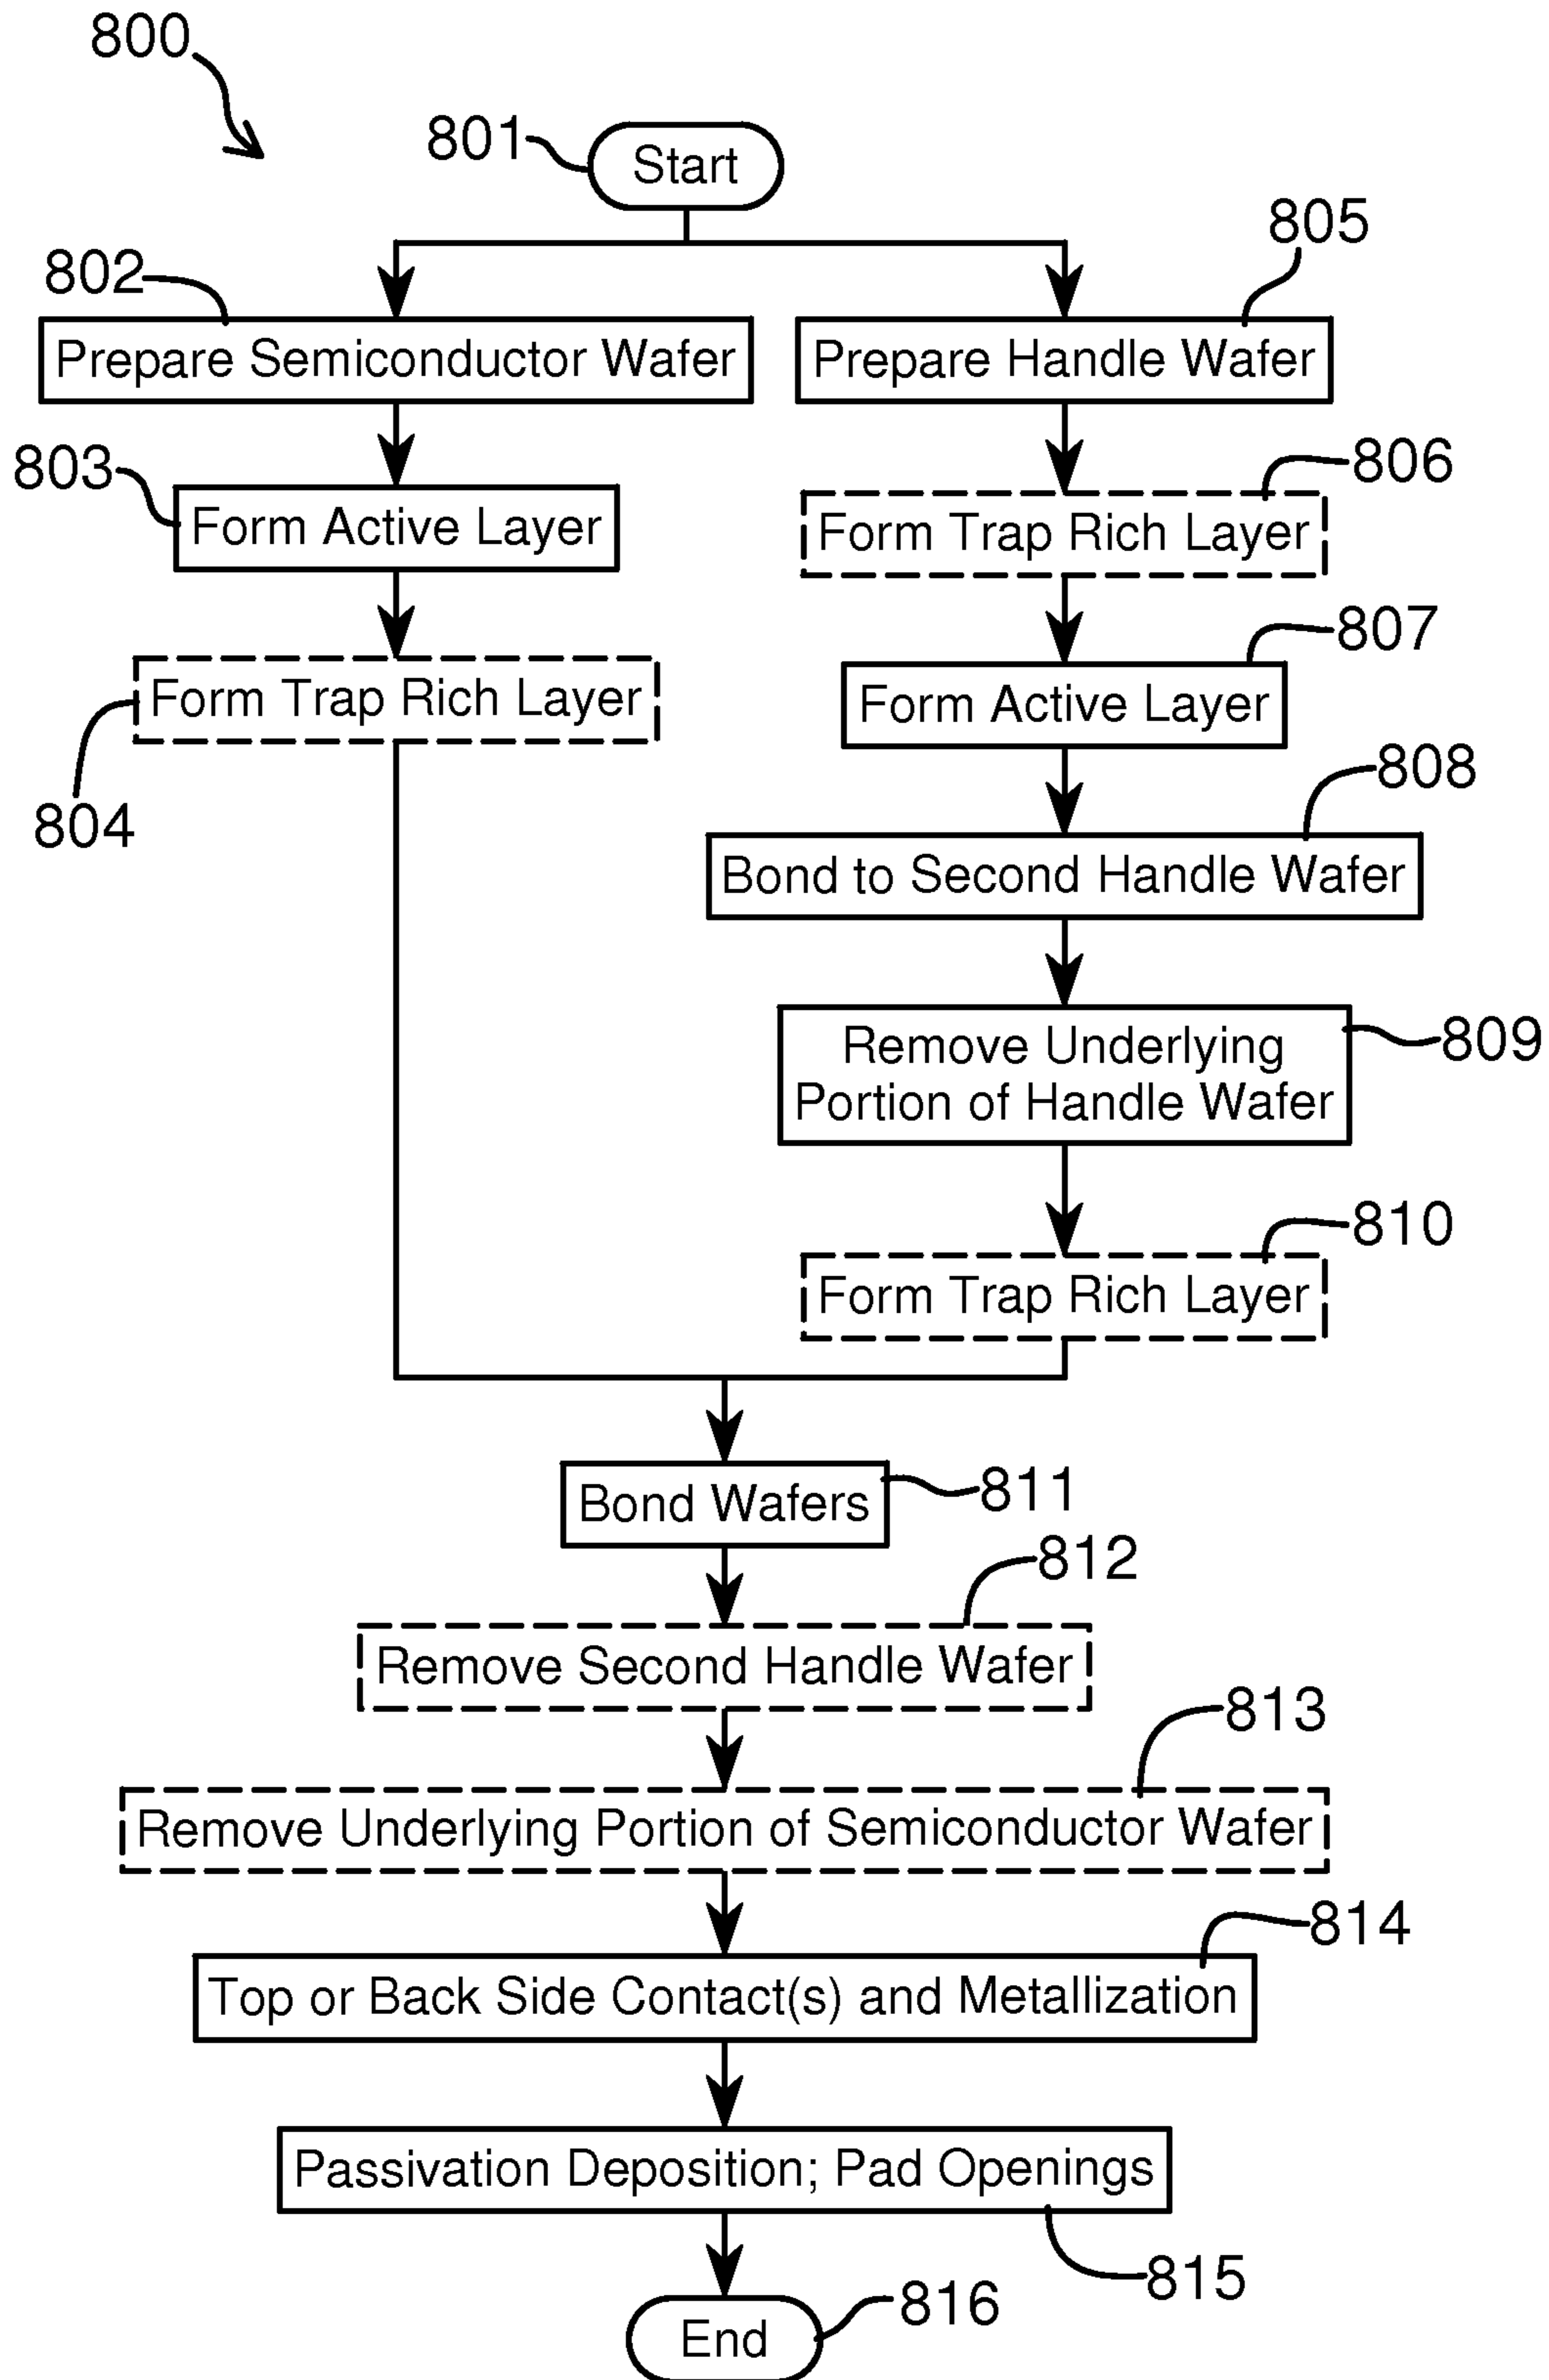 800
801
Start
802
805
Prepare Semiconductor Wafer
Prepare Handle Wafer
803
806
Form Active Layer
Form Trap Rich Layer
807
Form Trap Rich Layer
Form Active Layer
804
808
Bond to Second Handle Wafer
809
Remove Underlying
Portion of Handle Wafer
810
Form Trap Rich Layer
811
Bond Wafers
812
Remove Second Handle Wafer
813
Remove Underlying Portion of Semiconductor Wafer
814
Top or Back Side Contact(s) and Metallization
Passivation Deposition; Pad Openings
815
816
End